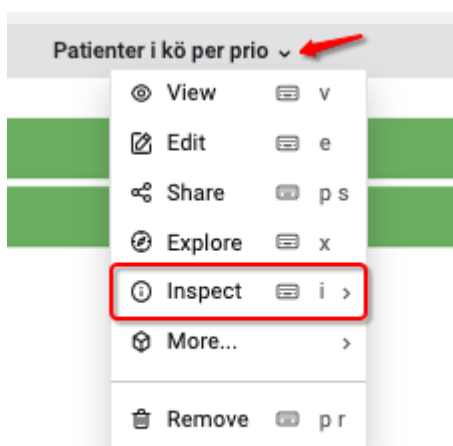 Patienter i kö per prio
View v
Edit e
Share p s
Explore x
Inspect i >
More... >
Remove p r